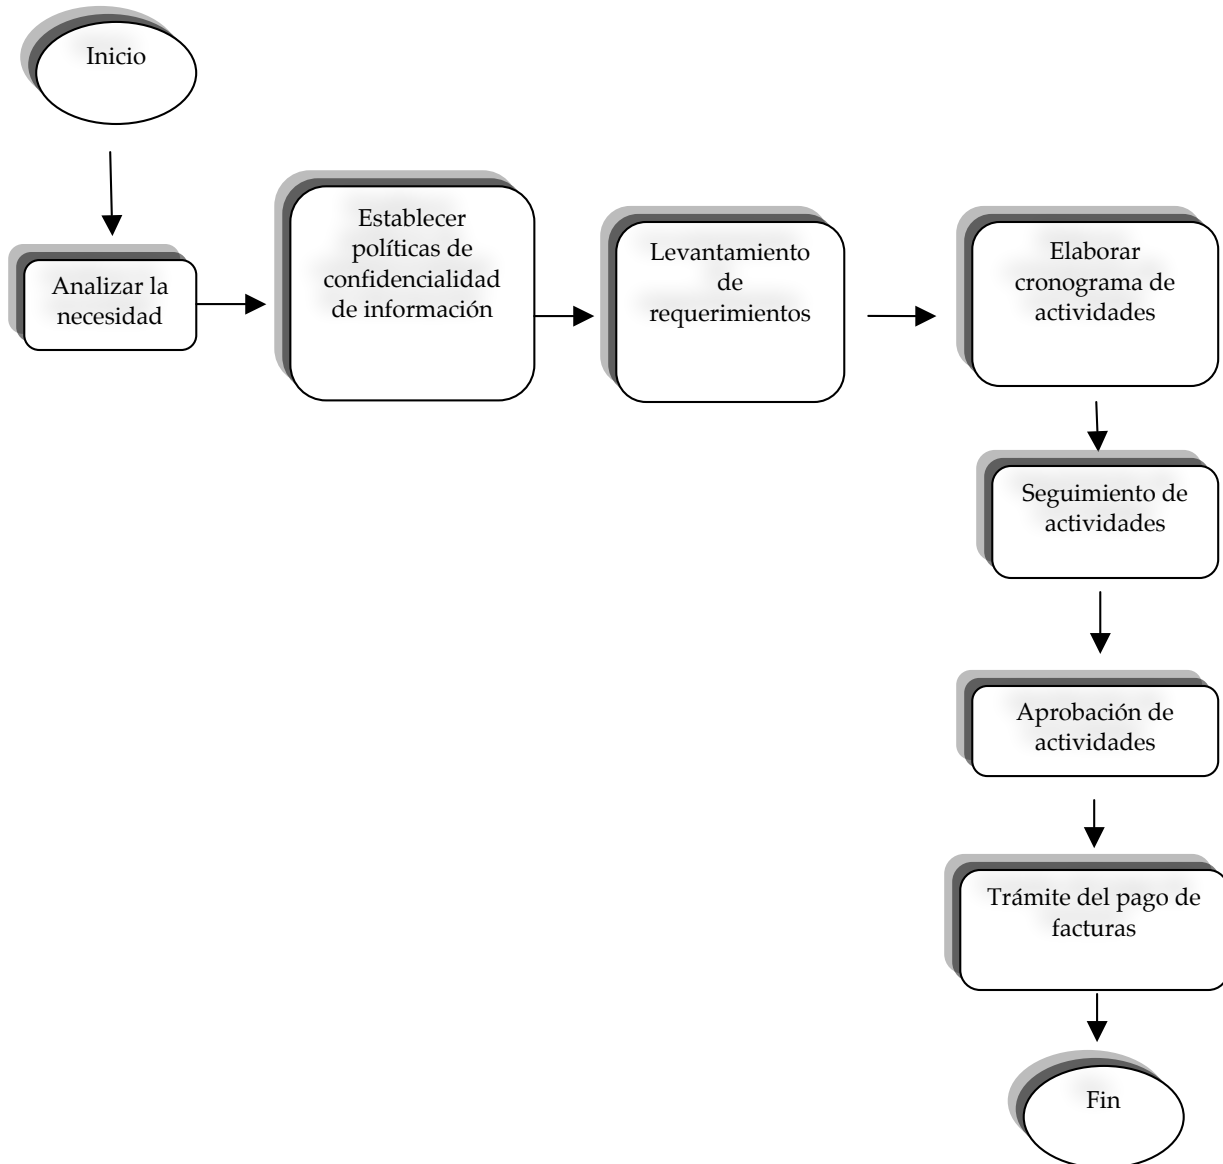 Inicio
Analizar la
necesidad
Establecer
políticas de
confidencialidad
de información
Levantamiento
de
requerimientos
Elaborar
cronograma de
actividades
Seguimiento de
actividades
Aprobación de
actividades
Trámite del pago de
facturas
Fin